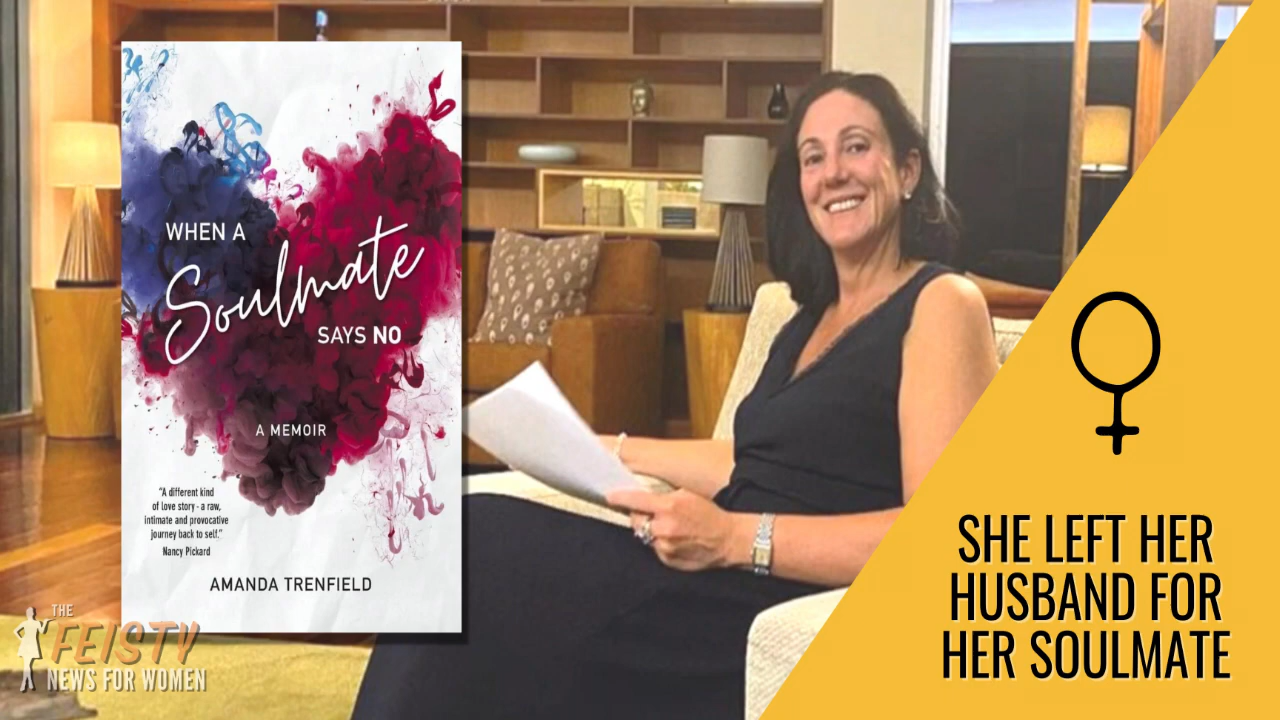 WHEN A
Soulmate
SAYS NO
A MEMOIR
"A different kind
of love story - a raw,
intimate and provocative
journey back to self."
Nancy Pickard
AMANDA TRENFIELD
THE
FEISTY
NEWS FOR WOMEN
SHE LEFT HER
HUSBAND FOR
HER SOULMATE